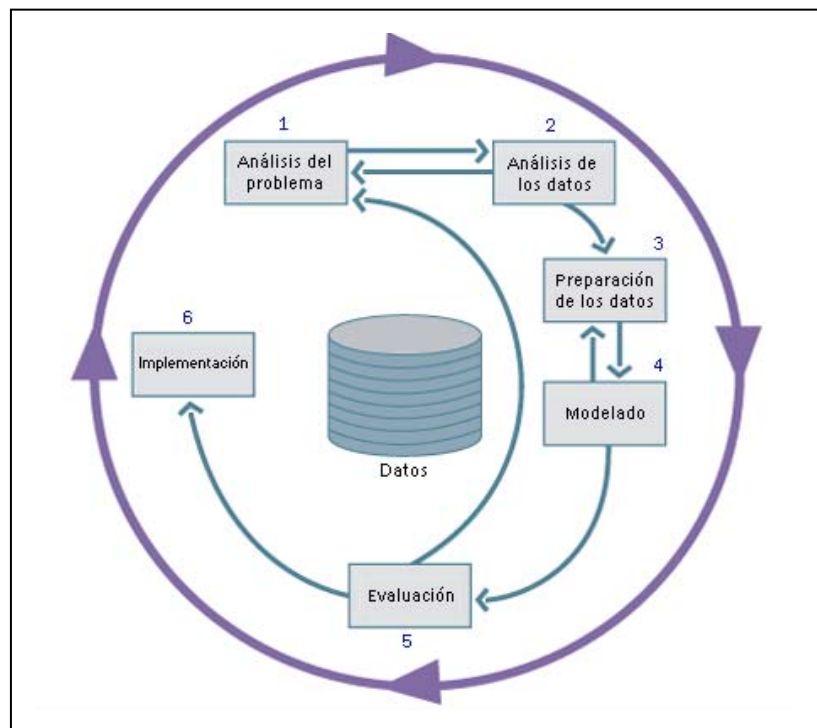 1
Análisis del
problema
2
Análisis de
los datos
3
Preparación
de los datos
4
Modelado
5
Evaluación
6
Implementación
Datos